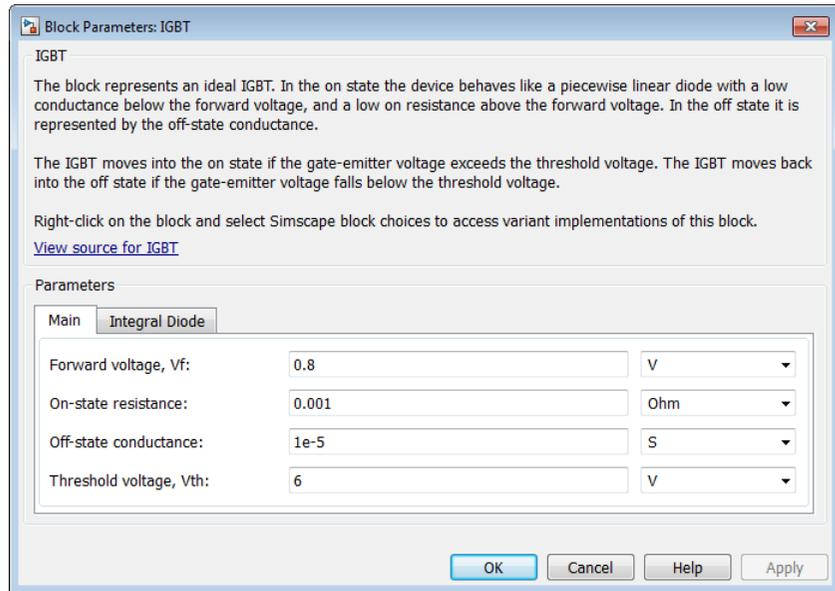 Block Parameters: IGBT
IGBT
The block represents an ideal IGBT. In the on state the device behaves like a piecewise linear diode with a low
conductance below the forward voltage, and a low on resistance above the forward voltage. In the off state it is
represented by the off-state conductance.
The IGBT moves into the on state if the gate-emitter voltage exceeds the threshold voltage. The IGBT moves back
into the off state if the gate-emitter voltage falls below the threshold voltage.
Right-click on the block and select Simscape block choices to access variant implementations of this block.
View source for IGBT
Parameters
Main Integral Diode
Forward voltage, Vf: 0.8 V
On-state resistance: 0.001 Ohm
Off-state conductance: 1e-5 S
Threshold voltage, Vth: 6 V
OK Cancel Help Apply